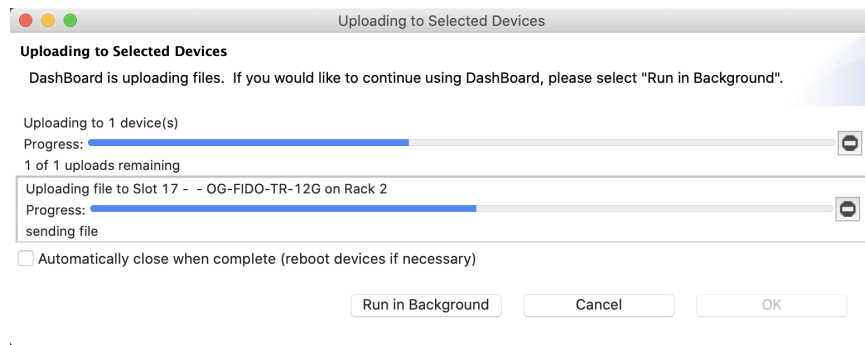 Uploading to Selected Devices
Uploading to Selected Devices
DashBoard is uploading files. If you would like to continue using DashBoard, please select "Run in Background".
Uploading to 1 device(s)
Progress:
1 of 1 uploads remaining
Uploading file to Slot 17 - - OG-FIDO-TR-12G on Rack 2
Progress:
sending file
Automatically close when complete (reboot devices if necessary)
Run in Background Cancel OK